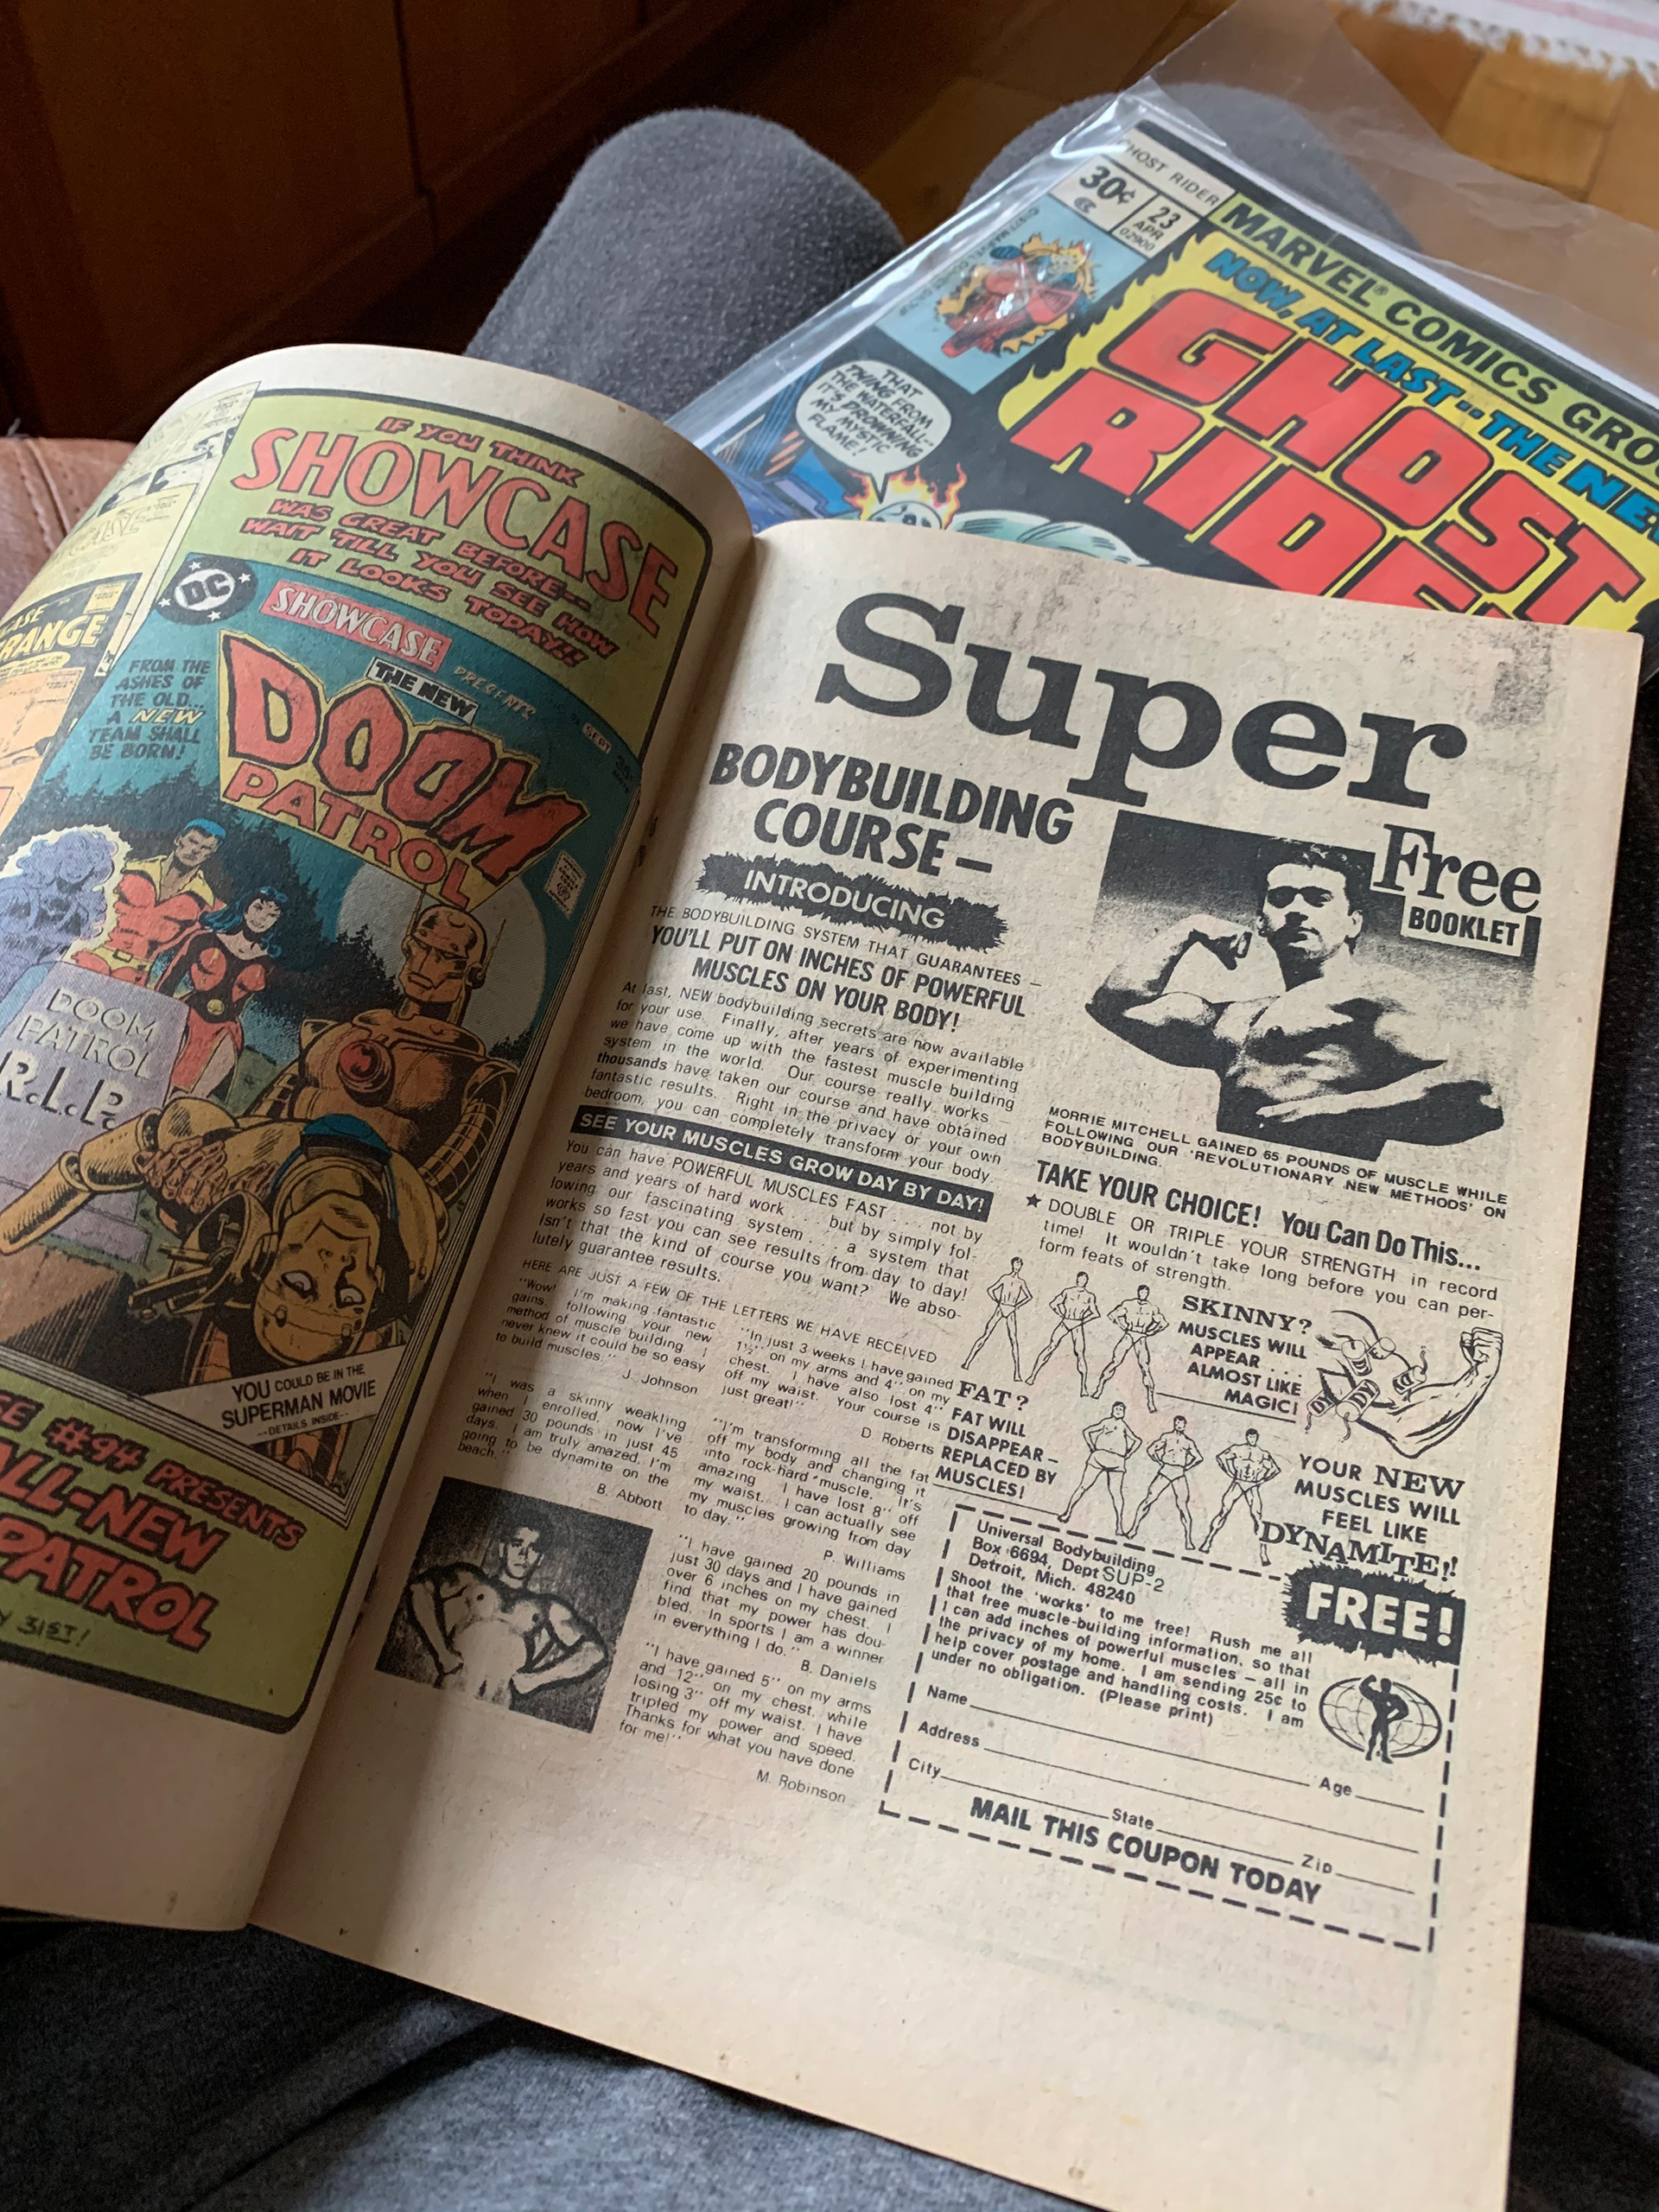 IF YOU THINK
SHOWCASE
WAS GREAT BEFORE--
WAIT TILL YOU SEE HOW
IT LOOKS TODAY!!
DC
SHOWCASE
PRESENTS
THE NEW
DOOM
PATROL
SEPT
FROM THE
ASHES OF
THE OLD...
A NEW
TEAM SHALL
BE BORN!
RANGE
DOOM
PATROL
R.I.P.
YOU COULD BE IN THE
SUPERMAN MOVIE
--DETAILS INSIDE--
SE #94 PRESENTS
ALL-NEW
PATROL
Y 31ST!
GHOST RIDER
30¢
CC
23
APR
02900
MARVEL® COMICS GRO
NOW, AT LAST-- THE NEW
GHOST
RIDE
THAT
THING FROM
THE WATERFALL--
IT'S DROWNING
MY MYSTIC
FLAME!
Super
BODYBUILDING
COURSE –
Free
BOOKLET
INTRODUCING
THE BODYBUILDING SYSTEM THAT GUARANTEES –
YOU'LL PUT ON INCHES OF POWERFUL
MUSCLES ON YOUR BODY!
At last, NEW bodybuilding secrets are now available
for your use. Finally, after years of experimenting
we have come up with the fastest muscle building
system in the world. Our course really works –
thousands have taken our course and have obtained
fantastic results. Right in the privacy or your own
bedroom, you can completely transform your body.
SEE YOUR MUSCLES GROW DAY BY DAY!
You can have POWERFUL MUSCLES FAST . . . not by
years and years of hard work . . . but by simply fol-
lowing our fascinating system . . . a system that
works so fast you can see results from day to day!
Isn't that the kind of course you want? We abso-
lutely guarantee results.
HERE ARE JUST A FEW OF THE LETTERS WE HAVE RECEIVED
"Wow! I'm making fantastic
gains, following your new
method of muscle building. I
never knew it could be so easy
to build muscles."
J. Johnson
"I was a skinny weakling
when I enrolled, now I've
gained 30 pounds in just 45
days. I am truly amazed. I'm
going to be dynamite on the
beach."
B. Abbott
"In just 3 weeks I have gained
1½" on my arms and 4" on my
chest. I have also lost 4"
off my waist. Your course is
just great!"
D. Roberts
"I'm transforming all the fat
off my body and changing it
into rock-hard muscle. It's
amazing I have lost 8" off
my waist. I can actually see
my muscles growing from day
to day."
P. Williams
"I have gained 20 pounds in
just 30 days and I have gained
over 6 inches on my chest. I
find that my power has dou-
bled. In sports I am a winner
in everything I do."
B. Daniels
"I have gained 5" on my arms
and 12" on my chest, while
losing 3" off my waist. I have
tripled my power and speed.
Thanks for what you have done
for me!"
M. Robinson
MORRIE MITCHELL GAINED 65 POUNDS OF MUSCLE WHILE
FOLLOWING OUR 'REVOLUTIONARY NEW METHODS' ON
BODYBUILDING.
TAKE YOUR CHOICE! You Can Do This...
★ DOUBLE OR TRIPLE YOUR STRENGTH in record
time! It wouldn't take long before you can per-
form feats of strength.
SKINNY?
MUSCLES WILL
APPEAR . . .
ALMOST LIKE
MAGIC!
FAT?
FAT WILL
DISAPPEAR –
REPLACED BY
MUSCLES!
YOUR NEW
MUSCLES WILL
FEEL LIKE
DYNAMITE!!
FREE!
Universal Bodybuilding
Box 6694, Dept SUP-2
Detroit, Mich. 48240
Shoot the 'works' to me free! Rush me all
that free muscle-building information, so that
I can add inches of powerful muscles – all in
the privacy of my home. I am sending 25¢ to
help cover postage and handling costs. I am
under no obligation. (Please print)
Name
Age
Address
City
State
Zip
MAIL THIS COUPON TODAY